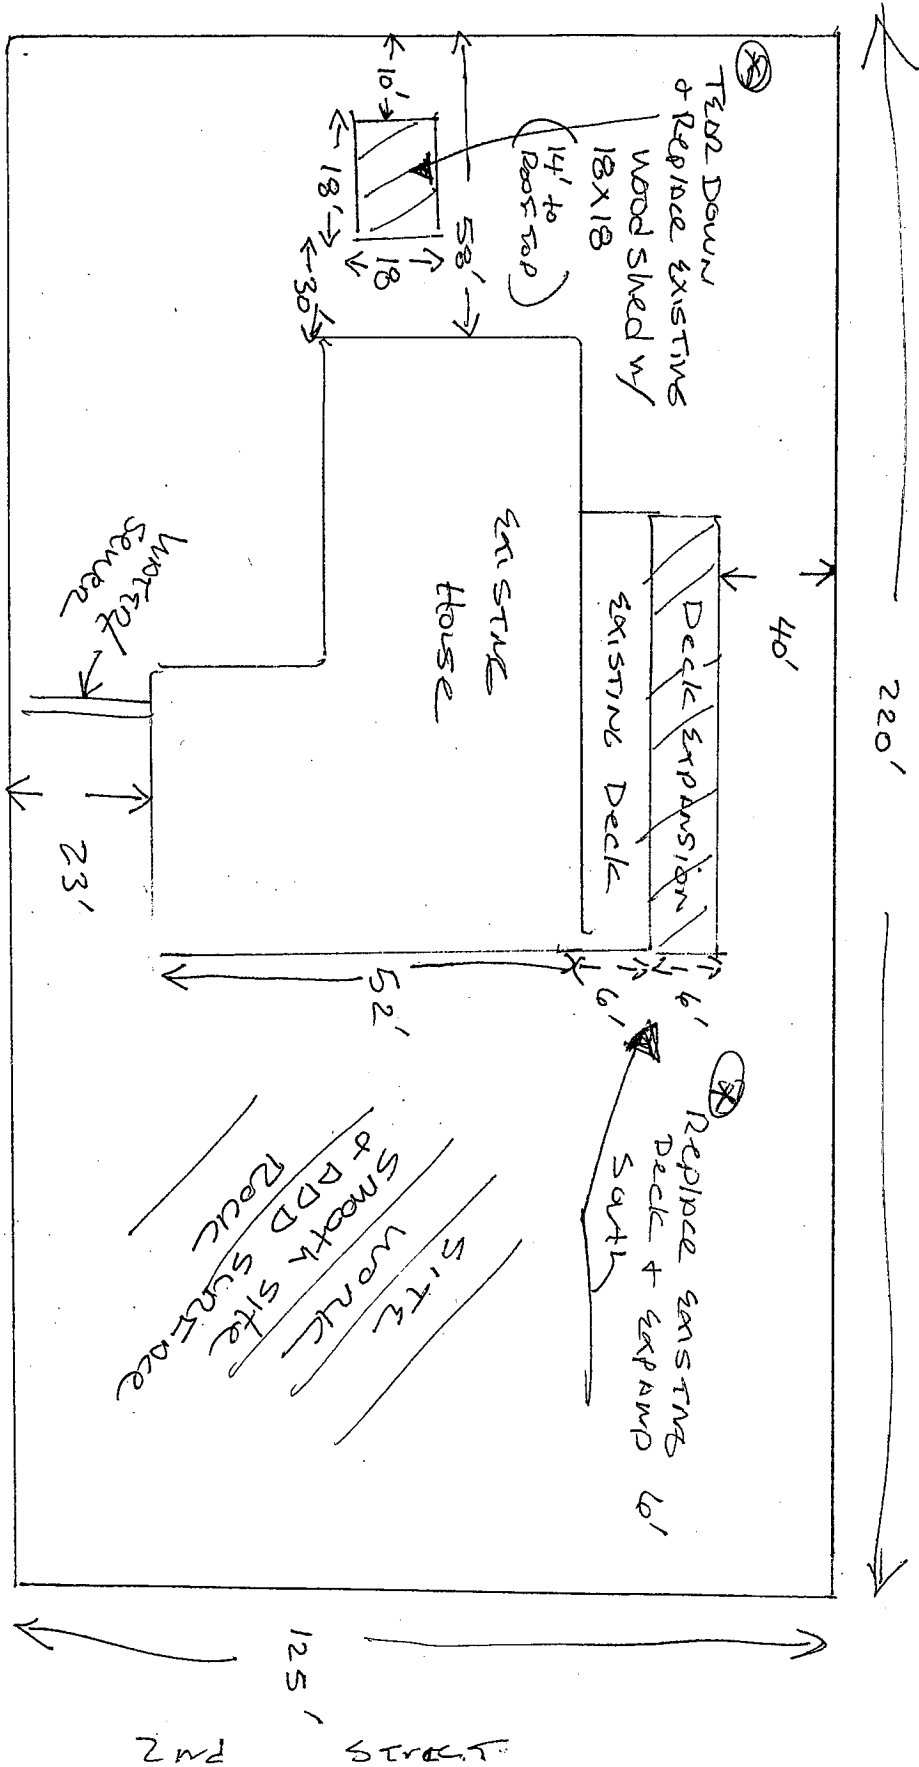 220'
TEAR DOWN
+ Replace Existing
wood shed w/
18X18
(14' to
Roof Top)
58'
10'
18'
18
30'
40'
Deck Expansion
Existing Deck
Existing
House
Water/
Sewer
23'
52'
6'
6'
Replace Existing
Deck + Expand 6'
South
SITE
WORK
Smooth Site
+ ADD Surface
Rock
125'
2nd Street